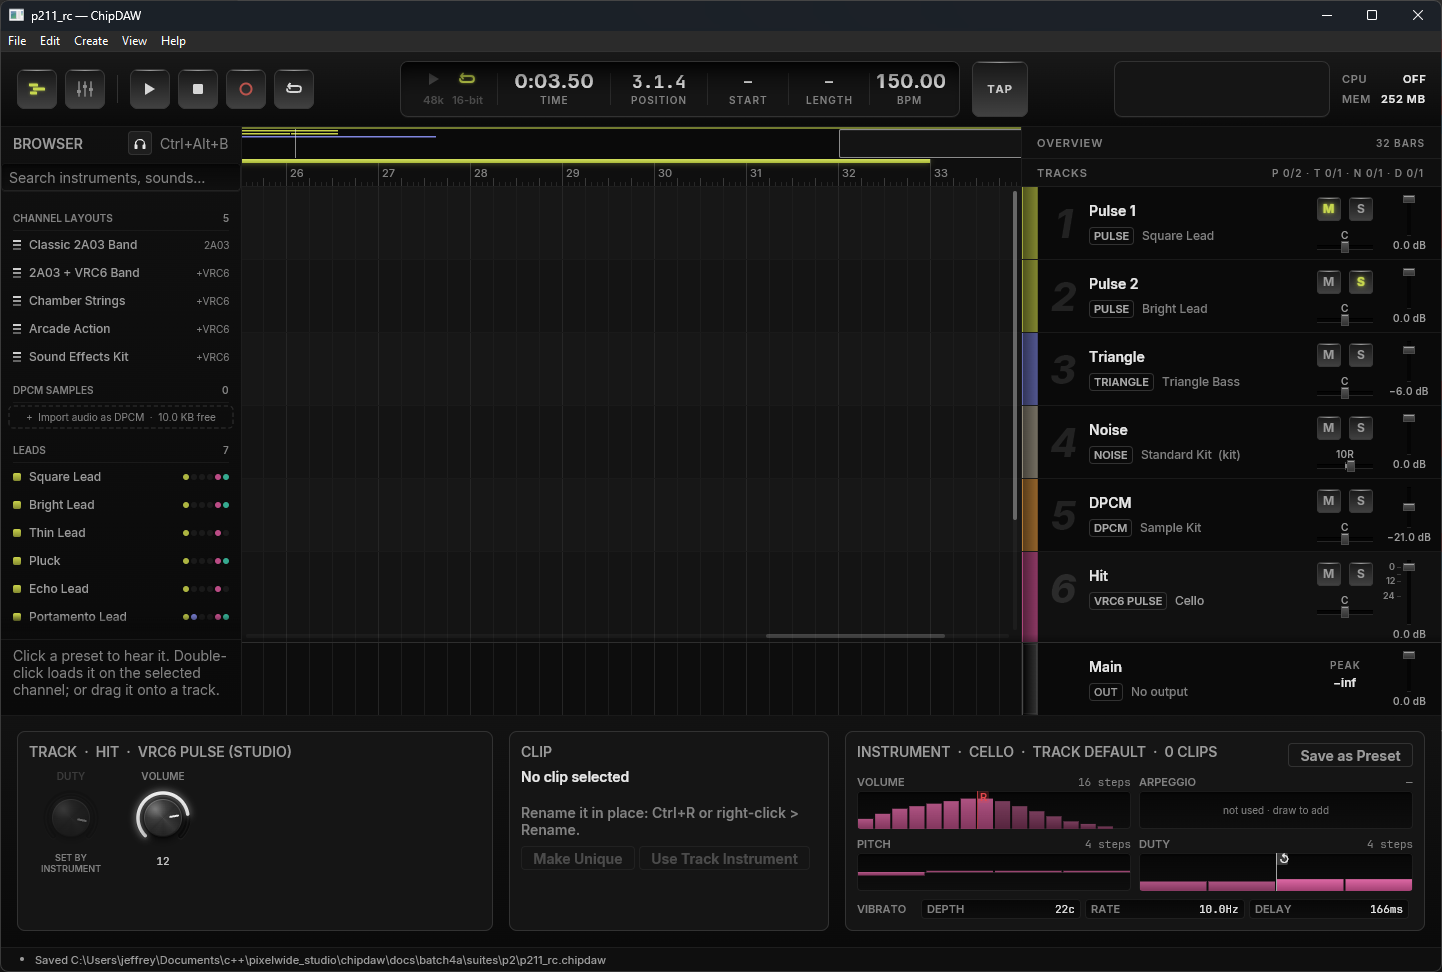 p211_rc — ChipDAW
File Edit Create View Help
48k 16-bit
0:03.50
TIME
3.1.4
POSITION
–
START
–
LENGTH
150.00
BPM
TAP
CPU OFF
MEM 252 MB
BROWSER Ctrl+Alt+B
Search instruments, sounds...
CHANNEL LAYOUTS 5
Classic 2A03 Band 2A03
2A03 + VRC6 Band +VRC6
Chamber Strings +VRC6
Arcade Action +VRC6
Sound Effects Kit +VRC6
DPCM SAMPLES 0
+ Import audio as DPCM · 10.0 KB free
LEADS 7
Square Lead
Bright Lead
Thin Lead
Pluck
Echo Lead
Portamento Lead
Click a preset to hear it. Double-
click loads it on the selected
channel; or drag it onto a track.
26 27 28 29 30 31 32 33
OVERVIEW 32 BARS
TRACKS P 0/2 · T 0/1 · N 0/1 · D 0/1
1 Pulse 1 M S
PULSE Square Lead C 0.0 dB
2 Pulse 2 M S
PULSE Bright Lead C 0.0 dB
3 Triangle M S
TRIANGLE Triangle Bass C −6.0 dB
4 Noise M S
NOISE Standard Kit (kit) 10R 0.0 dB
5 DPCM M S
DPCM Sample Kit C −21.0 dB
6 Hit M S 0 12 24
VRC6 PULSE Cello C 0.0 dB
Main PEAK
OUT No output −inf 0.0 dB
TRACK · HIT · VRC6 PULSE (STUDIO)
DUTY VOLUME
SET BY
INSTRUMENT
12
CLIP
No clip selected
Rename it in place: Ctrl+R or right-click >
Rename.
Make Unique Use Track Instrument
INSTRUMENT · CELLO · TRACK DEFAULT · 0 CLIPS Save as Preset
VOLUME 16 steps ARPEGGIO –
R
not used · draw to add
PITCH 4 steps DUTY 4 steps
VIBRATO DEPTH 22c RATE 10.0Hz DELAY 166ms
• Saved C:\Users\jeffrey\Documents\c++\pixelwide_studio\chipdaw\docs\batch4a\suites\p2\p211_rc.chipdaw